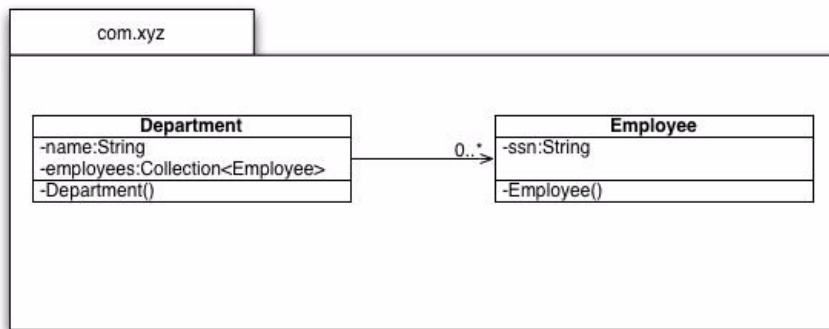 com.xyz
Department
-name:String
-employees:Collection<Employee>
-Department()
0..*
Employee
-ssn:String
-Employee()